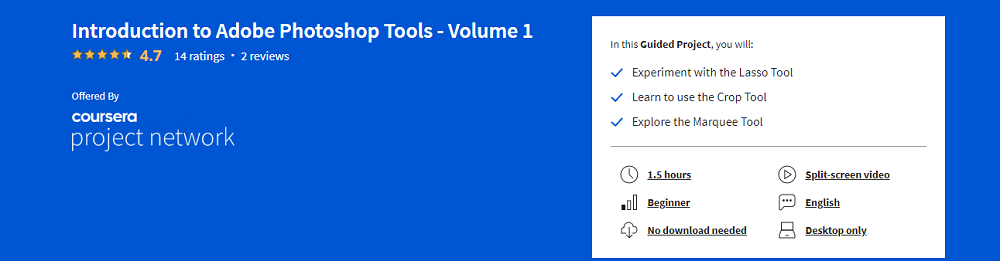 Introduction to Adobe Photoshop Tools - Volume 1
4.7 14 ratings • 2 reviews
Offered By
coursera
project network
In this Guided Project, you will:
Experiment with the Lasso Tool
Learn to use the Crop Tool
Explore the Marquee Tool
1.5 hours
Split-screen video
Beginner
English
No download needed
Desktop only